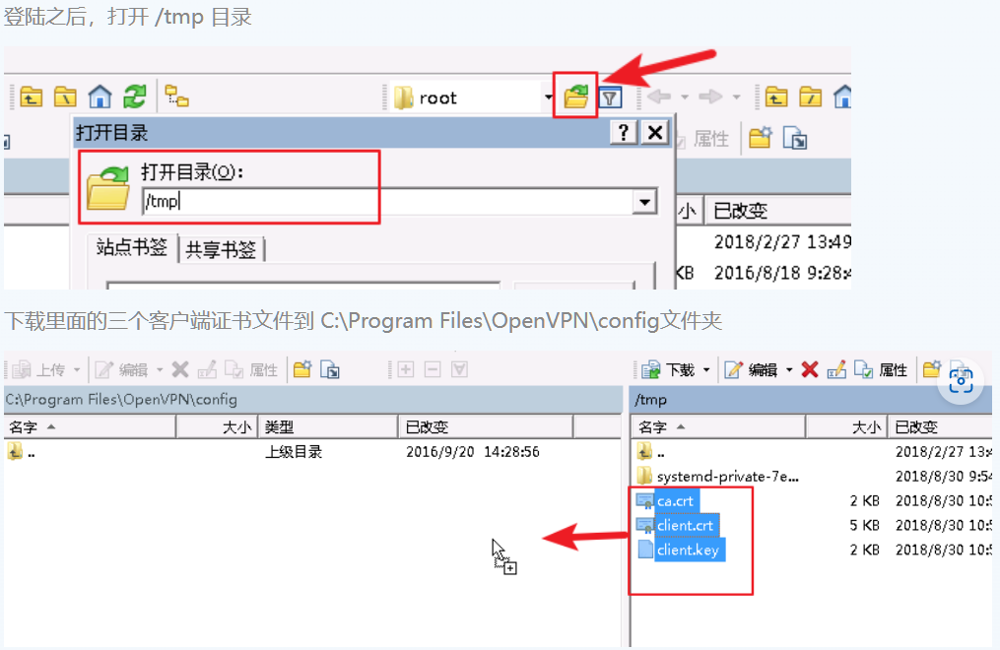 登陆之后，打开 /tmp 目录
root
打开目录
?
属性
打开目录(O):
/tmp
小 已改变
站点书签 共享书签
2018/2/27 13:49
KB 2016/8/18 9:28:4
下载里面的三个客户端证书文件到 C:\Program Files\OpenVPN\config文件夹
上传 编辑 属性
下载 编辑 属性
C:\Program Files\OpenVPN\config
/tmp
名字 大小 类型 已改变
名字 大小 已改变
.. 上级目录 2016/9/20 14:28:56
.. 2018/2/27 13:4
systemd-private-7e... 2018/8/30 9:54
ca.crt 2 KB 2018/8/30 10:5
client.crt 5 KB 2018/8/30 10:5
client.key 2 KB 2018/8/30 10:5